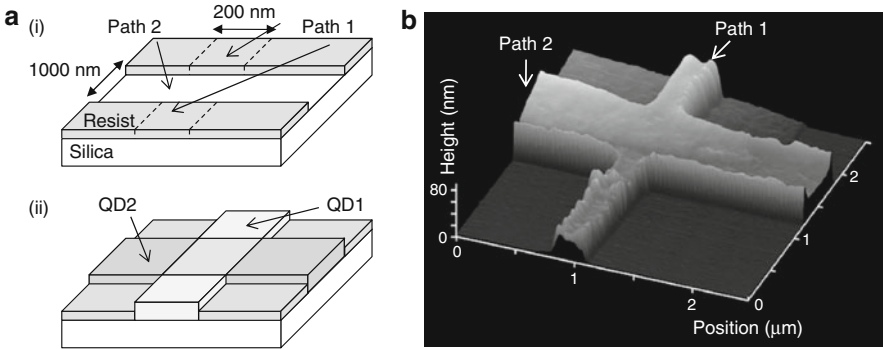 a
(i)
Path 2
200 nm
Path 1
1000 nm
Resist
Silica
(ii)
QD2
QD1
b
Path 2
Path 1
Height (nm)
80
0
0
1
2
0
1
2
Position (μm)